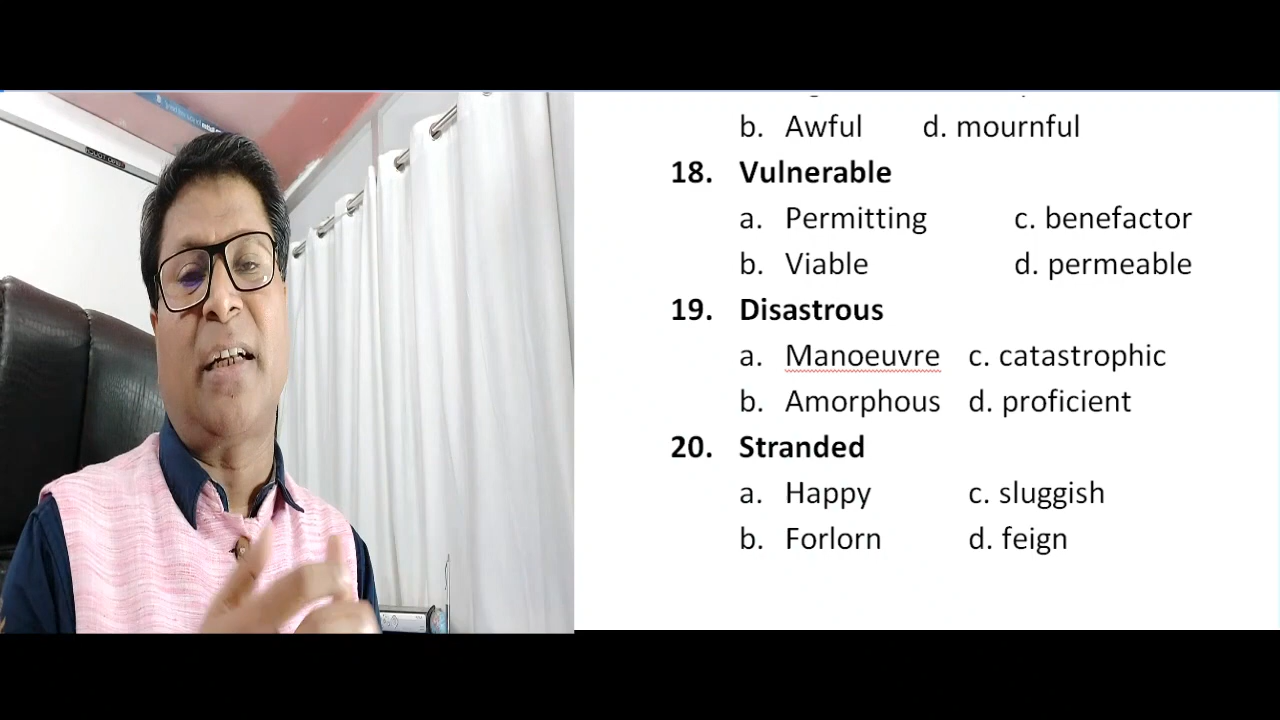 b. Awful d. mournful
18. Vulnerable
a. Permitting c. benefactor
b. Viable d. permeable
19. Disastrous
a. Manoeuvre c. catastrophic
b. Amorphous d. proficient
20. Stranded
a. Happy c. sluggish
b. Forlorn d. feign